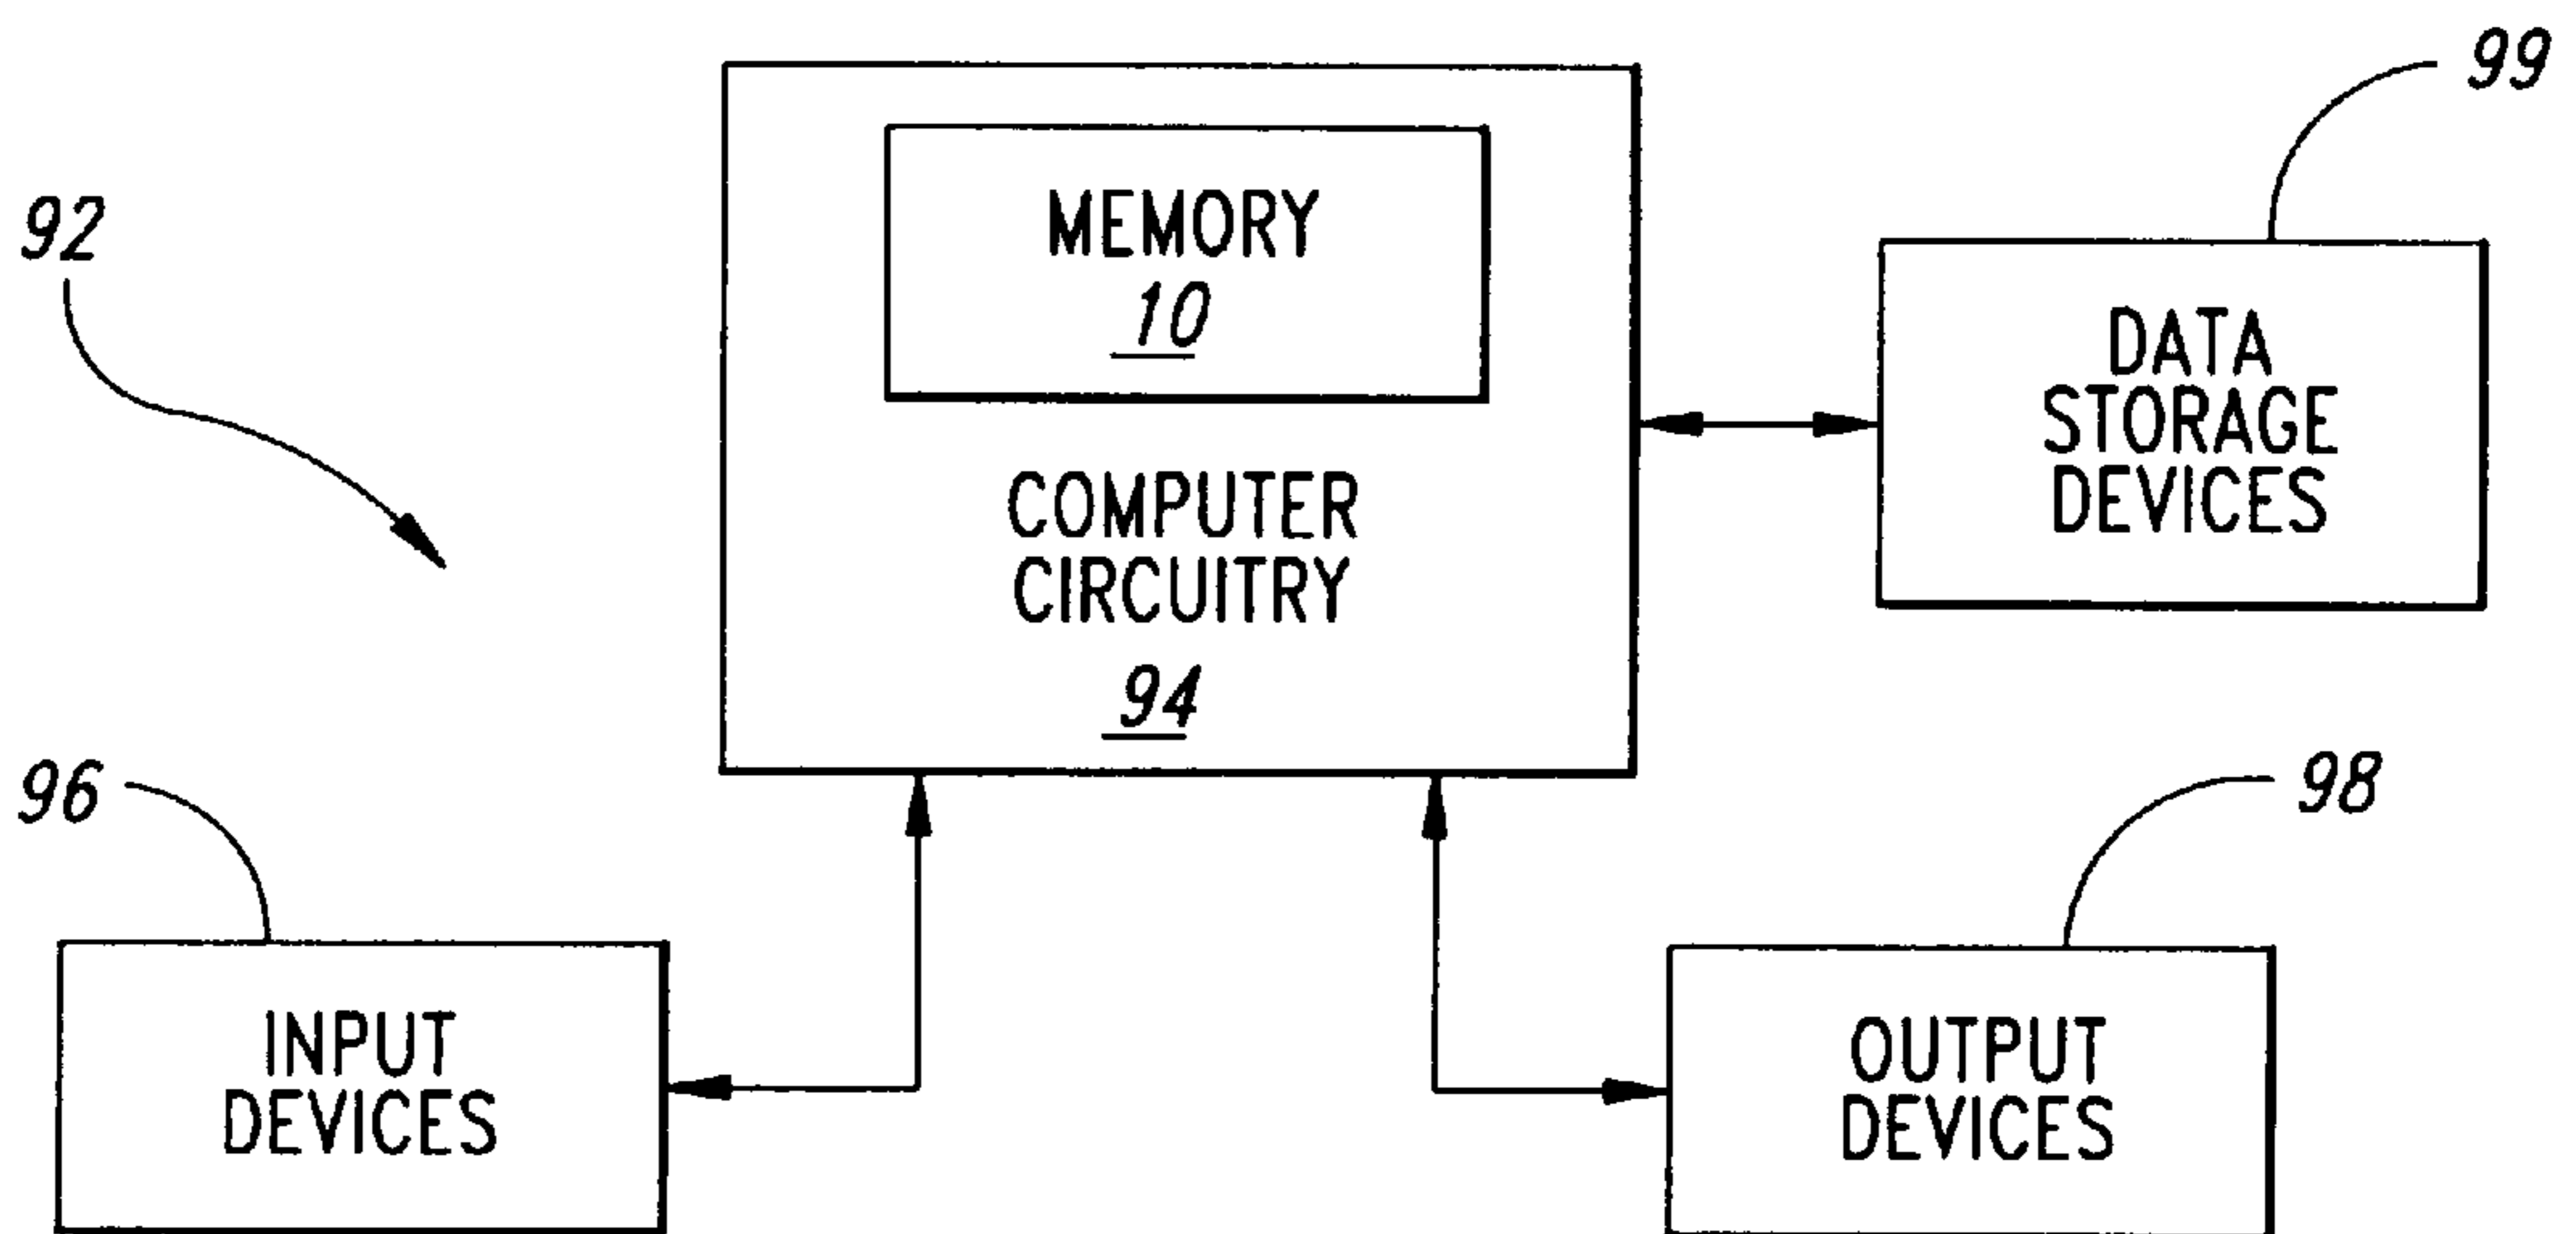 99
92
MEMORY
10
DATA
STORAGE
DEVICES
COMPUTER
CIRCUITRY
94
96
98
INPUT
DEVICES
OUTPUT
DEVICES